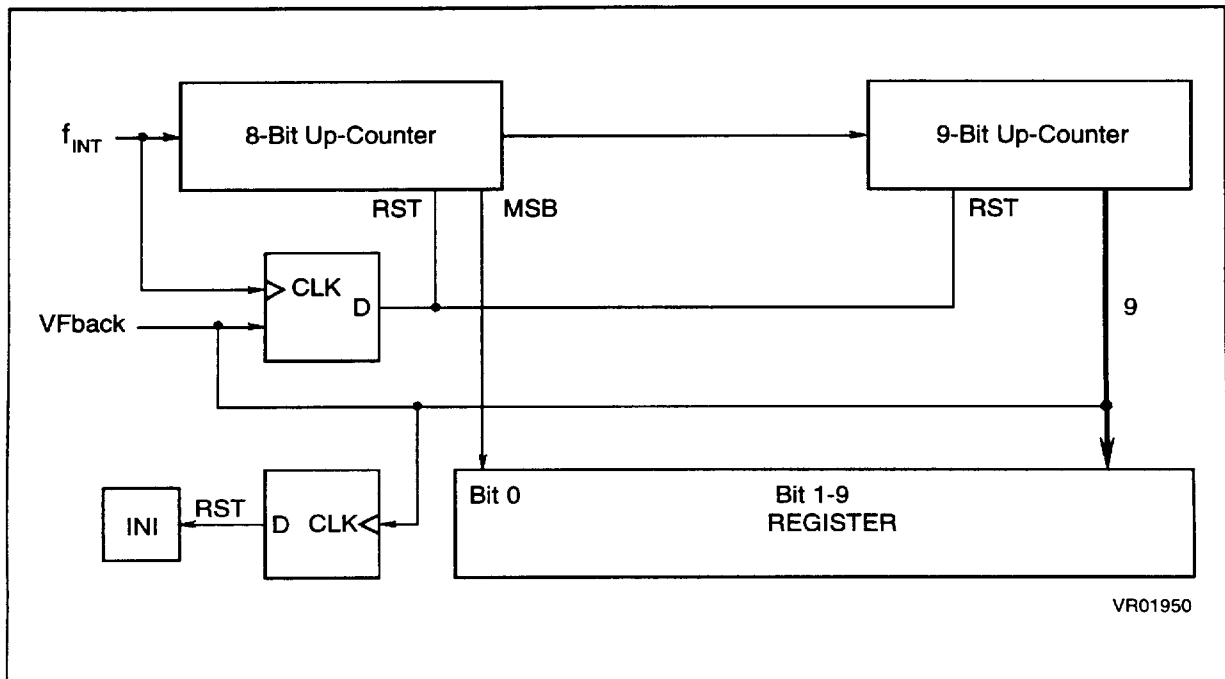 8-Bit Up-Counter
9-Bit Up-Counter
fINT
RST
MSB
RST
CLK
D
VFback
9
Bit 0
Bit 1-9
REGISTER
INI
RST
D
CLK
VR01950